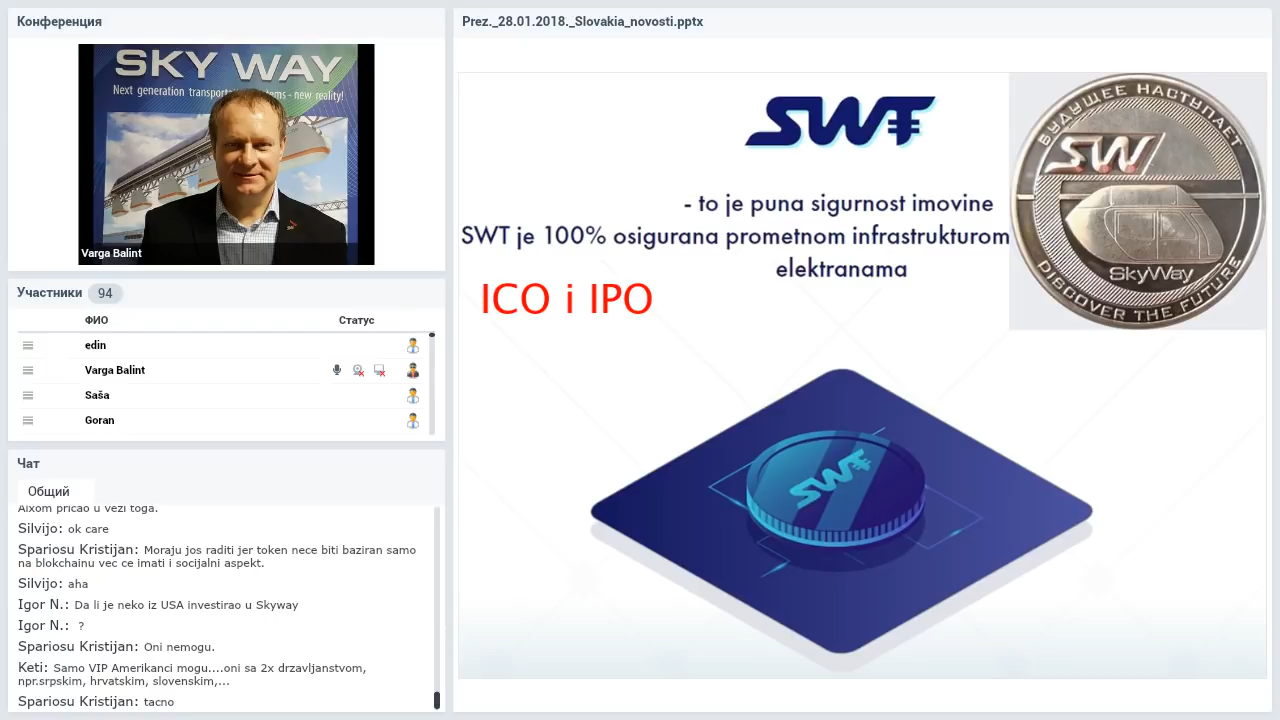 Конференция
SKY WAY
Next generation
- new reality!
Varga Balint
Участники 94
ФИО Статус
edin
Varga Balint
Saša
Goran
Чат
Общий
Aixom pricao u vezi toga.
Silvijo: ok care
Spariosu Kristijan: Moraju jos raditi jer token nece biti baziran samo
na blokchainu vec ce imati i socijalni aspekt.
Silvijo: aha
Igor N.: Da li je neko iz USA investirao u Skyway
Igor N.: ?
Spariosu Kristijan: Oni nemogu.
Keti: Samo VIP Amerikanci mogu....oni sa 2x drzavljanstvom,
npr.srpskim, hrvatskim, slovenskim,...
Spariosu Kristijan: tacno
Prez._28.01.2018._Slovakia_novosti.pptx
SWT
- to je puna sigurnost imovine
SWT je 100% osigurana prometnom infrastrukturom
elektranama
ICO i IPO
БУДУЩЕЕ НАСТУПАЕТ
SW
SkyWay
DISCOVER THE FUTURE
SWT